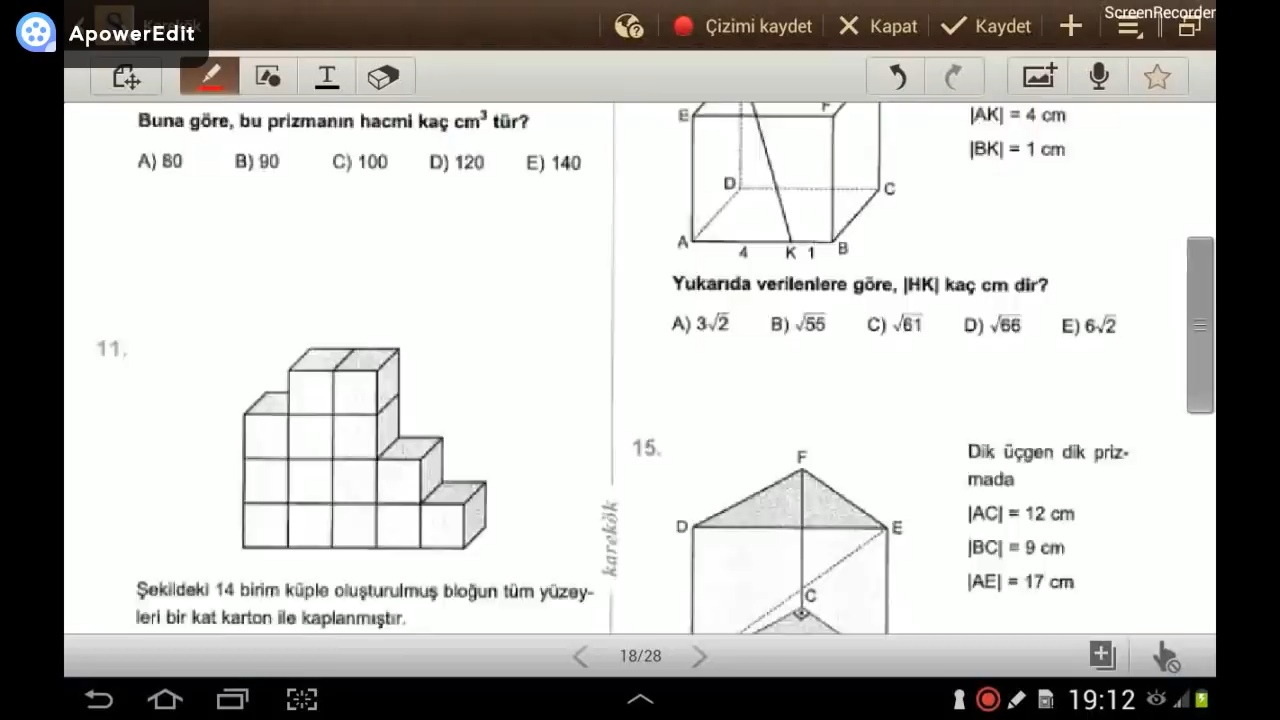 ScreenRecorder
ApowerEdit
Çizimi kaydet
Kapat
Kaydet
T
Buna göre, bu prizmanın hacmi kaç cm³ tür?
A) 80 B) 90 C) 100 D) 120 E) 140
11.
Şekildeki 14 birim küple oluşturulmuş bloğun tüm yüzey-
leri bir kat karton ile kaplanmıştır.
karekök
E
F
D
C
A
4
K
1
B
|AK| = 4 cm
|BK| = 1 cm
Yukarıda verilenlere göre, |HK| kaç cm dir?
A) 3√2 B) √55 C) √61 D) √66 E) 6√2
15.
F
D
E
C
Dik üçgen dik priz-
mada
|AC| = 12 cm
|BC| = 9 cm
|AE| = 17 cm
18/28
19:12